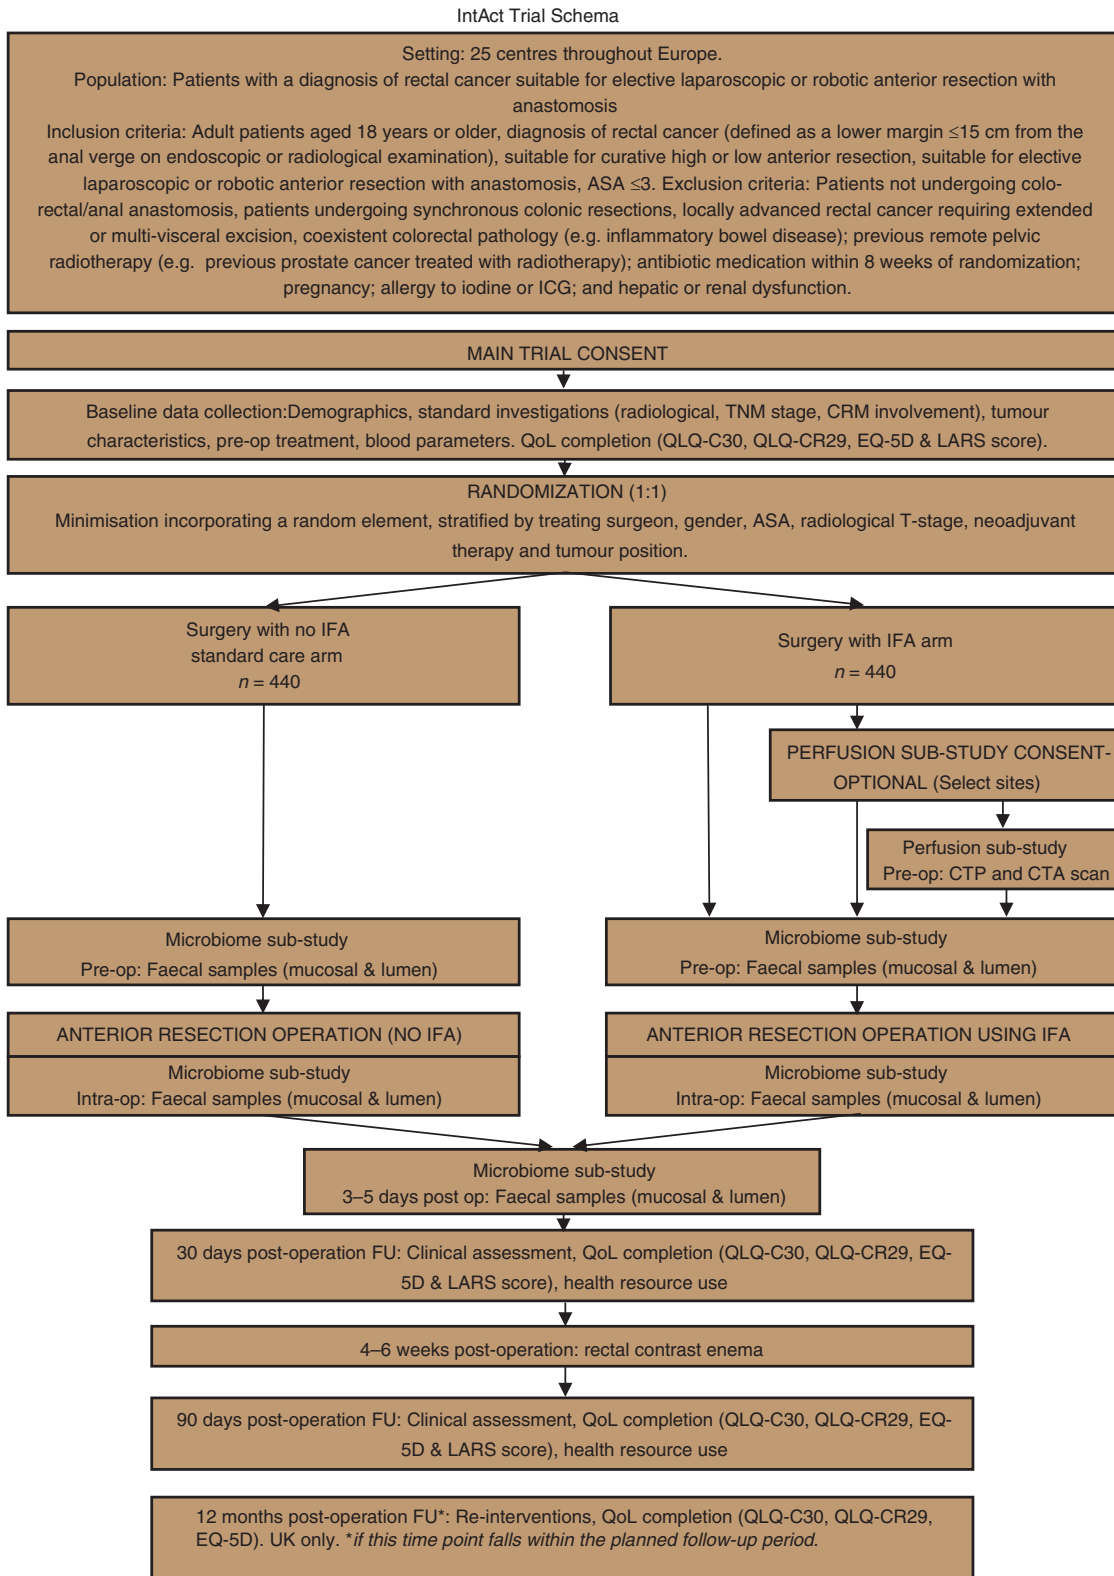 IntAct Trial Schema
Setting: 25 centres throughout Europe.
Population: Patients with a diagnosis of rectal cancer suitable for elective laparoscopic or robotic anterior resection with
anastomosis
Inclusion criteria: Adult patients aged 18 years or older, diagnosis of rectal cancer (defined as a lower margin ≤15 cm from the
anal verge on endoscopic or radiological examination), suitable for curative high or low anterior resection, suitable for elective
laparoscopic or robotic anterior resection with anastomosis, ASA ≤3. Exclusion criteria: Patients not undergoing colo-
rectal/anal anastomosis, patients undergoing synchronous colonic resections, locally advanced rectal cancer requiring extended
or multi-visceral excision, coexistent colorectal pathology (e.g. inflammatory bowel disease); previous remote pelvic
radiotherapy (e.g. previous prostate cancer treated with radiotherapy); antibiotic medication within 8 weeks of randomization;
pregnancy; allergy to iodine or ICG; and hepatic or renal dysfunction.
MAIN TRIAL CONSENT
Baseline data collection:Demographics, standard investigations (radiological, TNM stage, CRM involvement), tumour
characteristics, pre-op treatment, blood parameters. QoL completion (QLQ-C30, QLQ-CR29, EQ-5D & LARS score).
RANDOMIZATION (1:1)
Minimisation incorporating a random element, stratified by treating surgeon, gender, ASA, radiological T-stage, neoadjuvant
therapy and tumour position.
Surgery with no IFA
standard care arm
n = 440
Surgery with IFA arm
n = 440
PERFUSION SUB-STUDY CONSENT-
OPTIONAL (Select sites)
Perfusion sub-study
Pre-op: CTP and CTA scan
Microbiome sub-study
Pre-op: Faecal samples (mucosal & lumen)
Microbiome sub-study
Pre-op: Faecal samples (mucosal & lumen)
ANTERIOR RESECTION OPERATION (NO IFA)
Microbiome sub-study
Intra-op: Faecal samples (mucosal & lumen)
ANTERIOR RESECTION OPERATION USING IFA
Microbiome sub-study
Intra-op: Faecal samples (mucosal & lumen)
Microbiome sub-study
3–5 days post op: Faecal samples (mucosal & lumen)
30 days post-operation FU: Clinical assessment, QoL completion (QLQ-C30, QLQ-CR29, EQ-
5D & LARS score), health resource use
4–6 weeks post-operation: rectal contrast enema
90 days post-operation FU: Clinical assessment, QoL completion (QLQ-C30, QLQ-CR29, EQ-
5D & LARS score), health resource use
12 months post-operation FU*: Re-interventions, QoL completion (QLQ-C30, QLQ-CR29,
EQ-5D). UK only. *if this time point falls within the planned follow-up period.